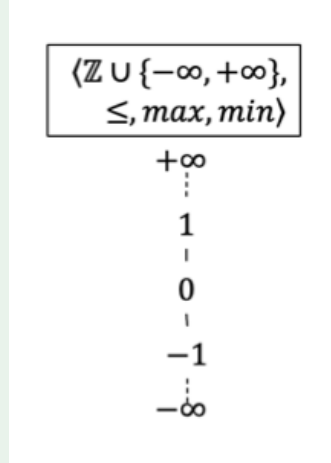 ⟨ℤ ∪ {−∞, +∞},
≤, max, min⟩
+∞
1
0
−1
−∞